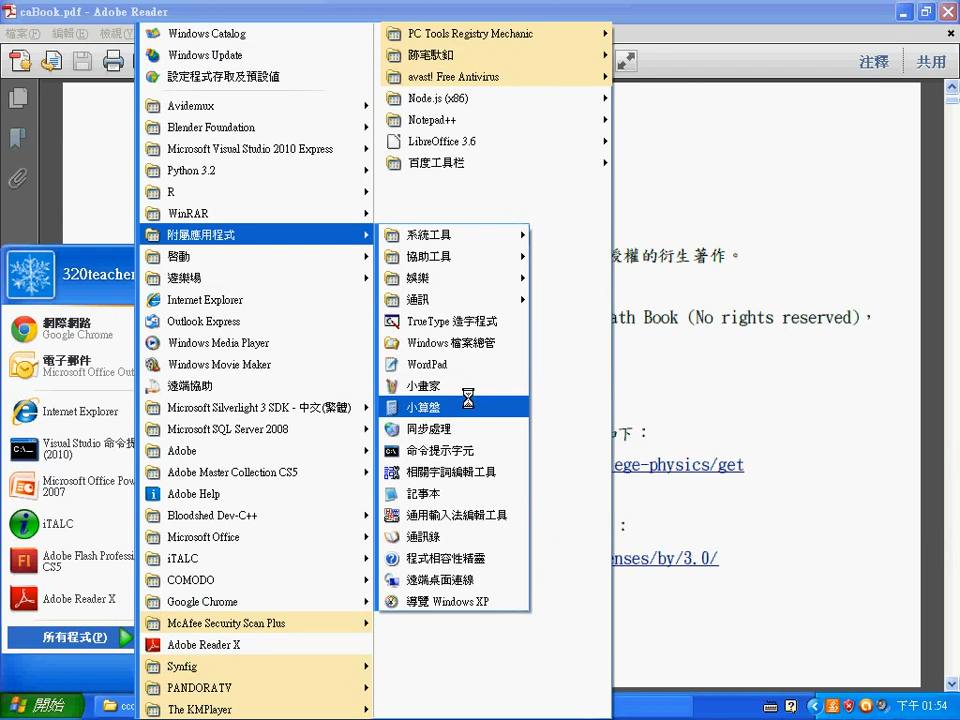 caBook.pdf - Adobe Reader
檔案(F) 編輯(E) 檢視(V)
注釋 共用
Windows Catalog
Windows Update
設定程式存取及預設值
Avidemux
Blender Foundation
Microsoft Visual Studio 2010 Express
Python 3.2
R
WinRAR
附屬應用程式
啟動
遊樂場
Internet Explorer
Outlook Express
Windows Media Player
Windows Movie Maker
遠端協助
Microsoft Silverlight 3 SDK - 中文(繁體)
Microsoft SQL Server 2008
Adobe
Adobe Master Collection CS5
Adobe Help
Bloodshed Dev-C++
Microsoft Office
iTALC
COMODO
Google Chrome
McAfee Security Scan Plus
Adobe Reader X
Synfig
PANDORATV
The KMPlayer
PC Tools Registry Mechanic
avast! Free Antivirus
Node.js (x86)
Notepad++
LibreOffice 3.6
百度工具栏
系統工具
協助工具
娛樂
通訊
TrueType 造字程式
Windows 檔案總管
WordPad
小畫家
小算盤
同步處理
命令提示字元
相關字詞編輯工具
記事本
通用輸入法編輯工具
通訊錄
程式相容性精靈
遠端桌面連線
導覽 Windows XP
320teacher
網際網路
Google Chrome
電子郵件
Microsoft Office Out
Internet Explorer
Visual Studio 命令提
(2010)
Microsoft Office Pow
2007
iTALC
Adobe Flash Professi
CS5
Adobe Reader X
所有程式(P)
授權的衍生著作。
ath Book (No rights reserved),
如下：
ege-physics/get
：
enses/by/3.0/
開始
ccc
下午 01:54